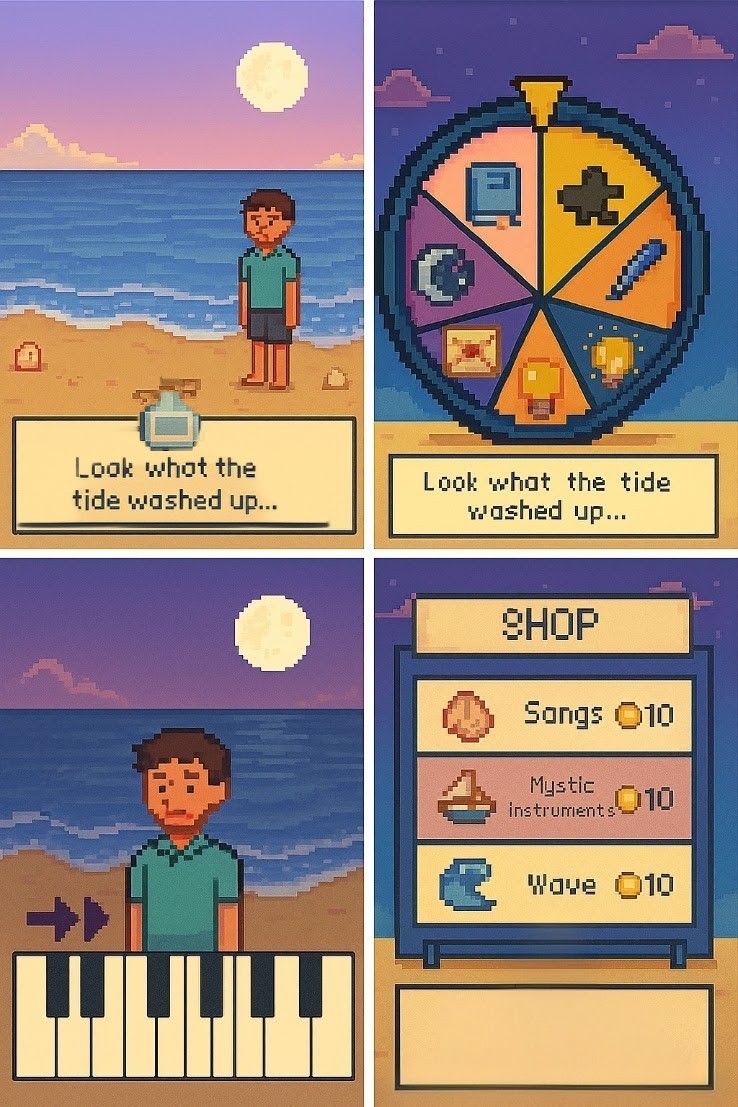 Look what the
tide washed up...
Look what the tide
washed up...
SHOP
Sangs 10
Mystic
instruments 10
Wave 10